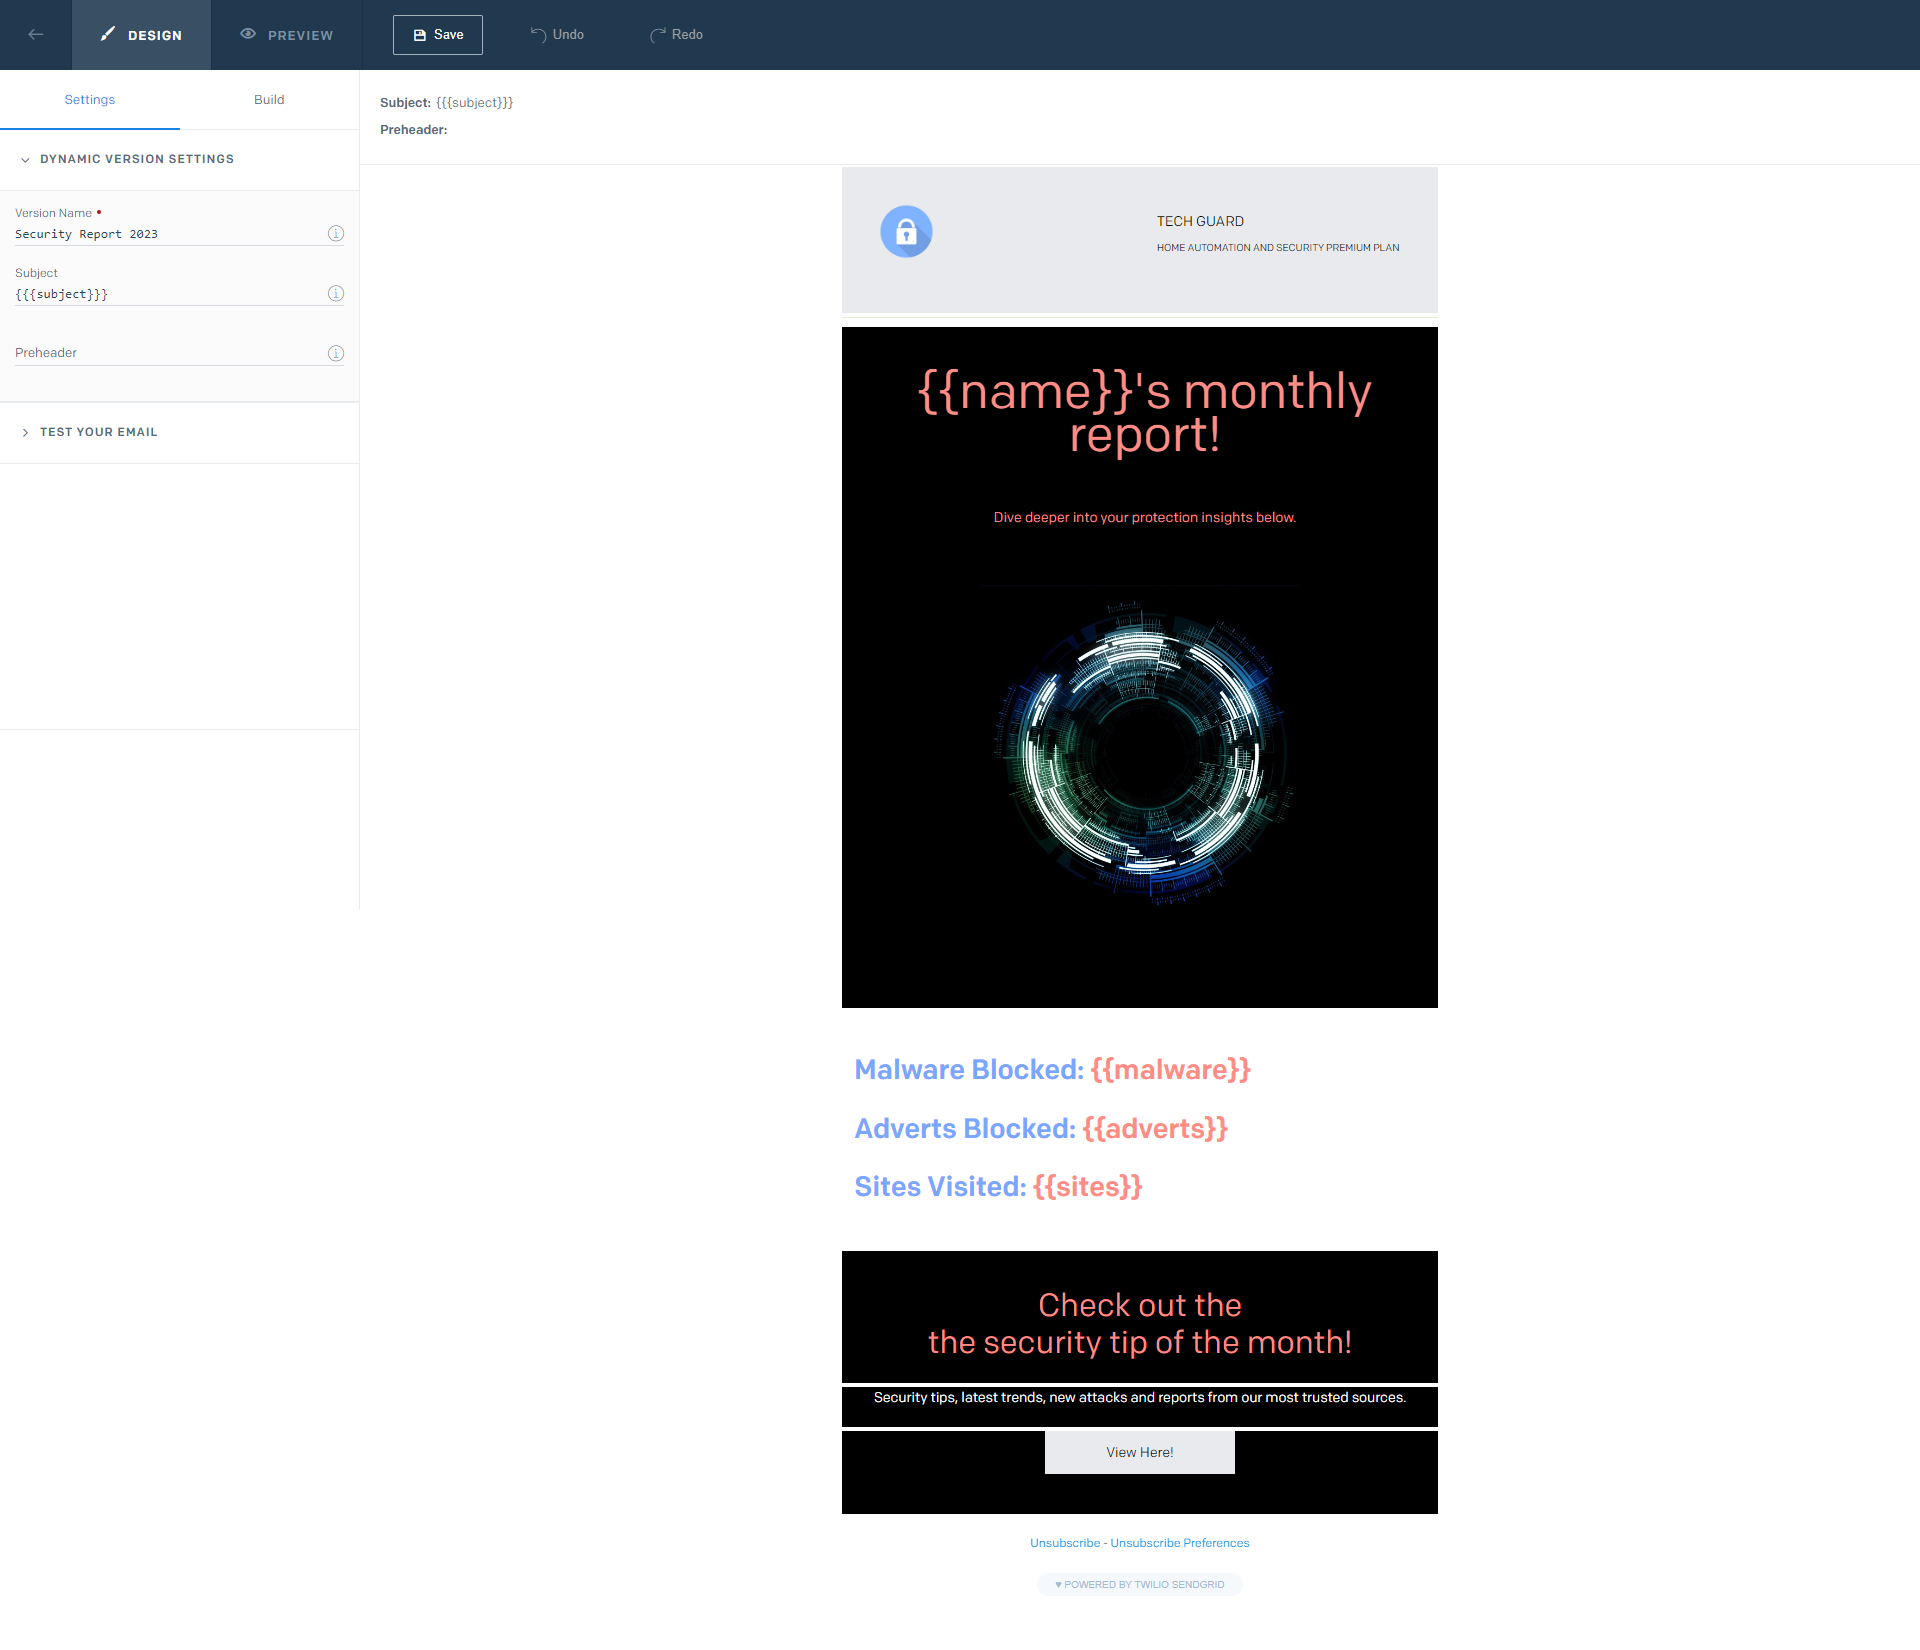 DESIGN
PREVIEW
Save
Undo
Redo
Settings
Build
DYNAMIC VERSION SETTINGS
Version Name
Security Report 2023
Subject
{{{subject}}}
Preheader
TEST YOUR EMAIL
Subject: {{{subject}}}
Preheader:
TECH GUARD
HOME AUTOMATION AND SECURITY PREMIUM PLAN
{{name}}'s monthly
report!
Dive deeper into your protection insights below.
Malware Blocked: {{malware}}
Adverts Blocked: {{adverts}}
Sites Visited: {{sites}}
Check out the
the security tip of the month!
Security tips, latest trends, new attacks and reports from our most trusted sources.
View Here!
Unsubscribe - Unsubscribe Preferences
♥ POWERED BY TWILIO SENDGRID